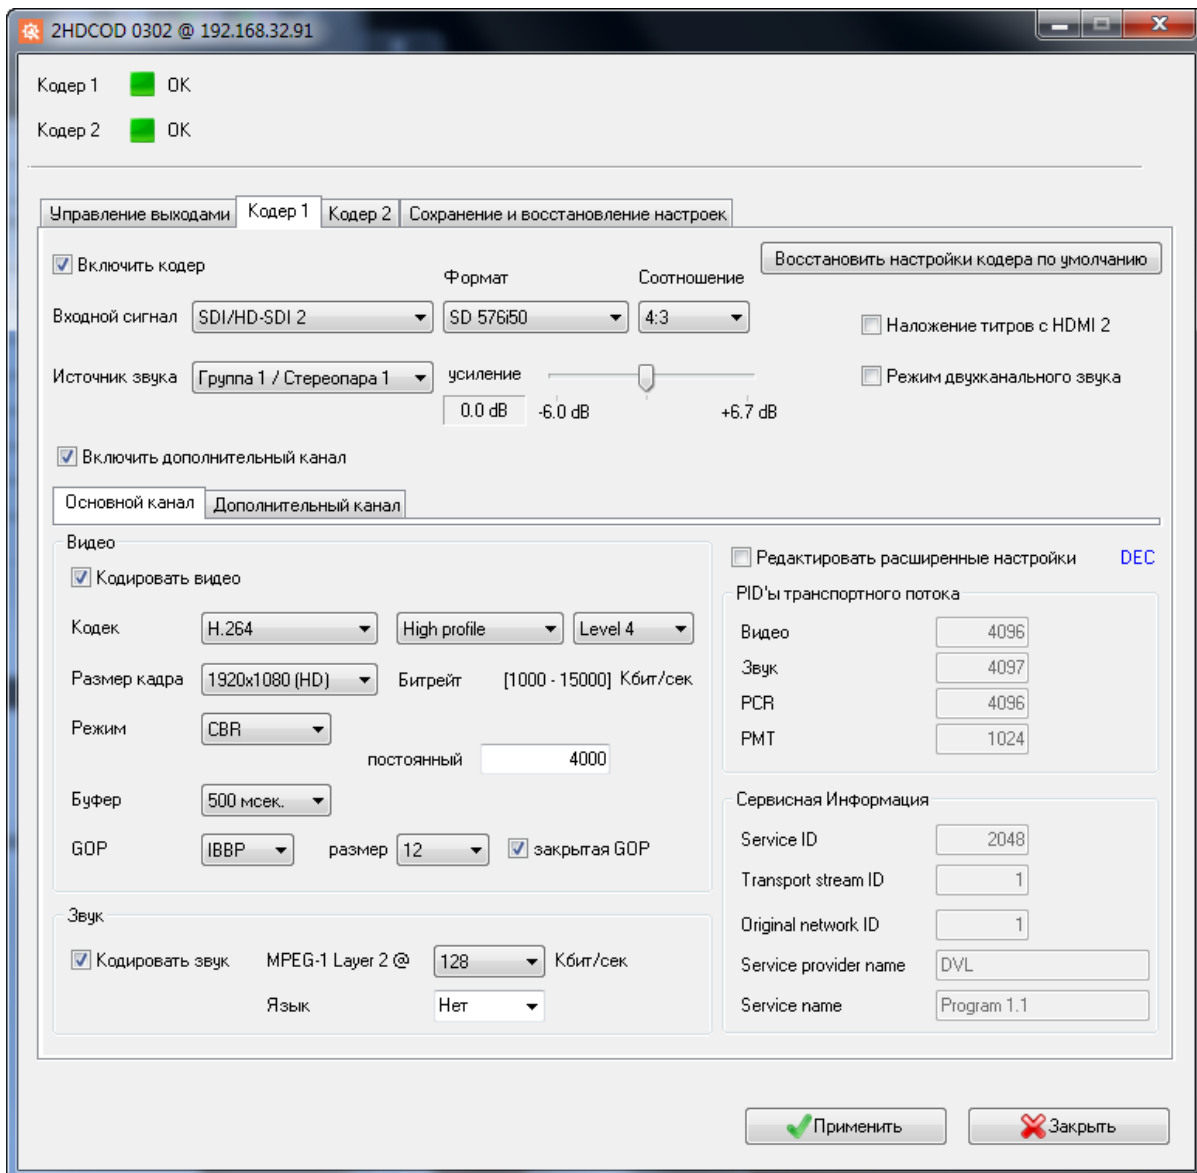 2HDCOD 0302 @ 192.168.32.91
Кодер 1 OK
Кодер 2 OK
Управление выходами Кодер 1 Кодер 2 Сохранение и восстановление настроек
Включить кодер Восстановить настройки кодера по умолчанию
Формат Соотношение
Входной сигнал SDI/HD-SDI 2 SD 576i50 4:3 Наложение титров с HDMI 2
Источник звука Группа 1 / Стереопара 1 усиление Режим двухканального звука
0.0 dB -6.0 dB +6.7 dB
Включить дополнительный канал
Основной канал Дополнительный канал
Видео
Кодировать видео
Кодек H.264 High profile Level 4
Размер кадра 1920x1080 (HD) Битрейт [1000 - 15000] Кбит/сек
Режим CBR
постоянный 4000
Буфер 500 мсек.
GOP IBBP размер 12 закрытая GOP
Звук
Кодировать звук MPEG-1 Layer 2 @ 128 Кбит/сек
Язык Нет
Редактировать расширенные настройки DEC
PID'ы транспортного потока
Видео 4096
Звук 4097
PCR 4096
PMT 1024
Сервисная Информация
Service ID 2048
Transport stream ID 1
Original network ID 1
Service provider name DVL
Service name Program 1.1
Применить Закрыть